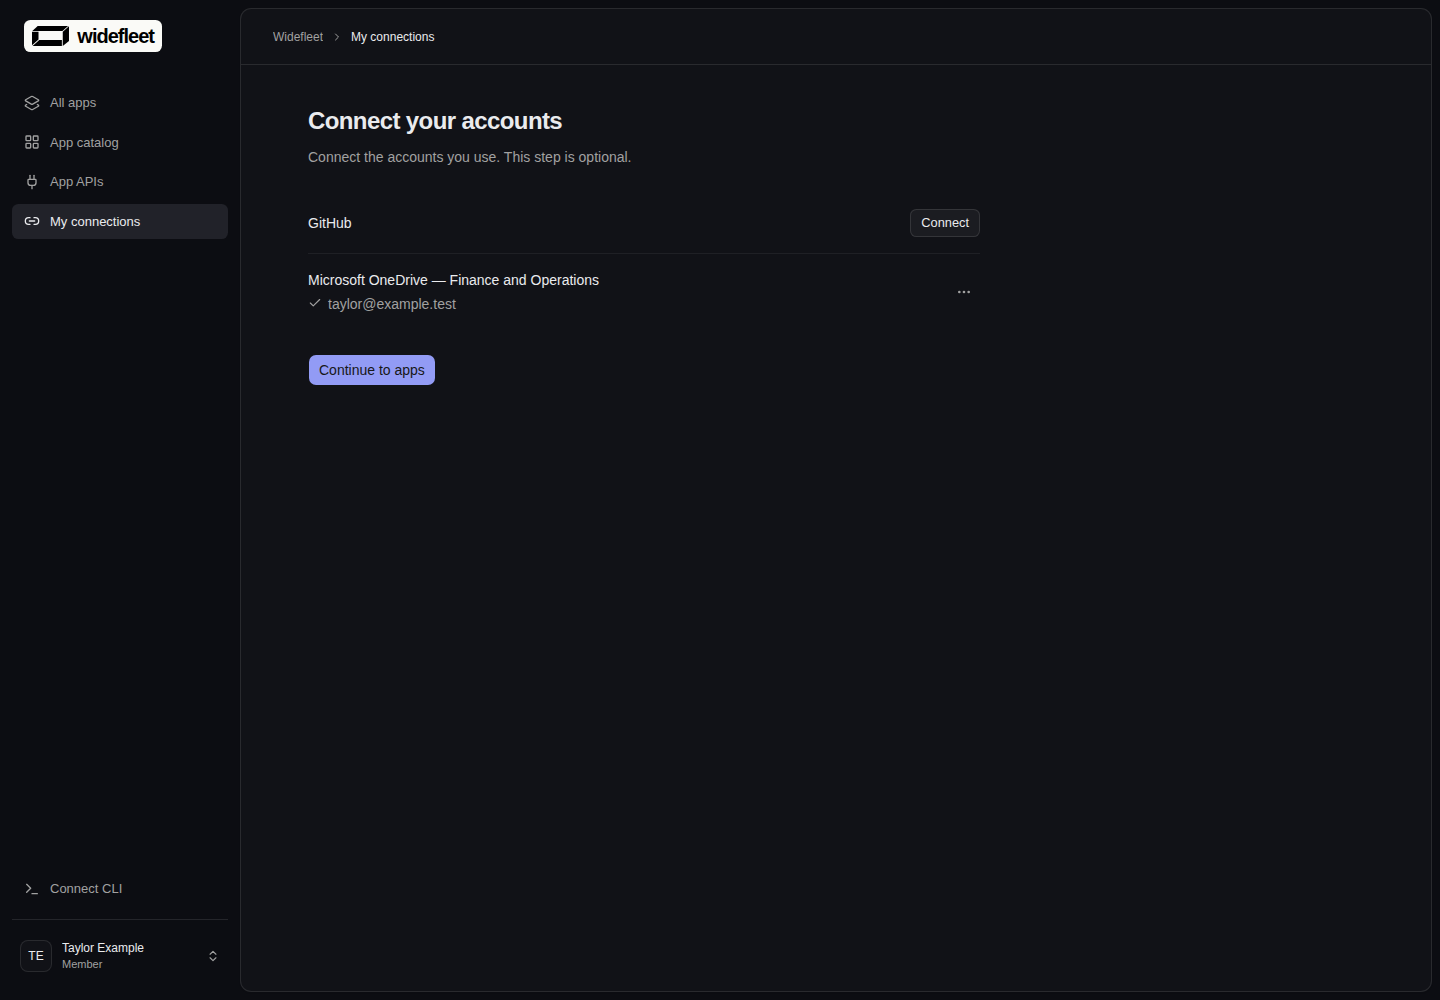 widefleet
All apps
App catalog
App APIs
My connections
Connect CLI
TE
Taylor Example
Member
Widefleet
My connections
Connect your accounts
Connect the accounts you use. This step is optional.
GitHub
Connect
Microsoft OneDrive — Finance and Operations
taylor@example.test
Continue to apps